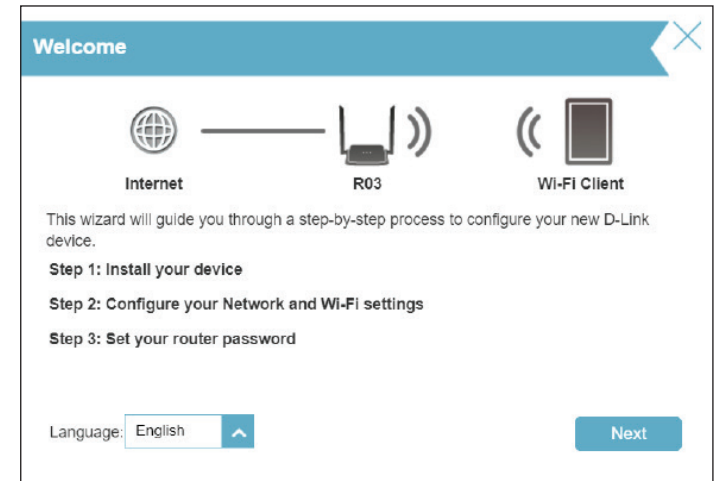 Welcome
Internet
R03
Wi-Fi Client
This wizard will guide you through a step-by-step process to configure your new D-Link
device.
Step 1: Install your device
Step 2: Configure your Network and Wi-Fi settings
Step 3: Set your router password
Language: English
Next